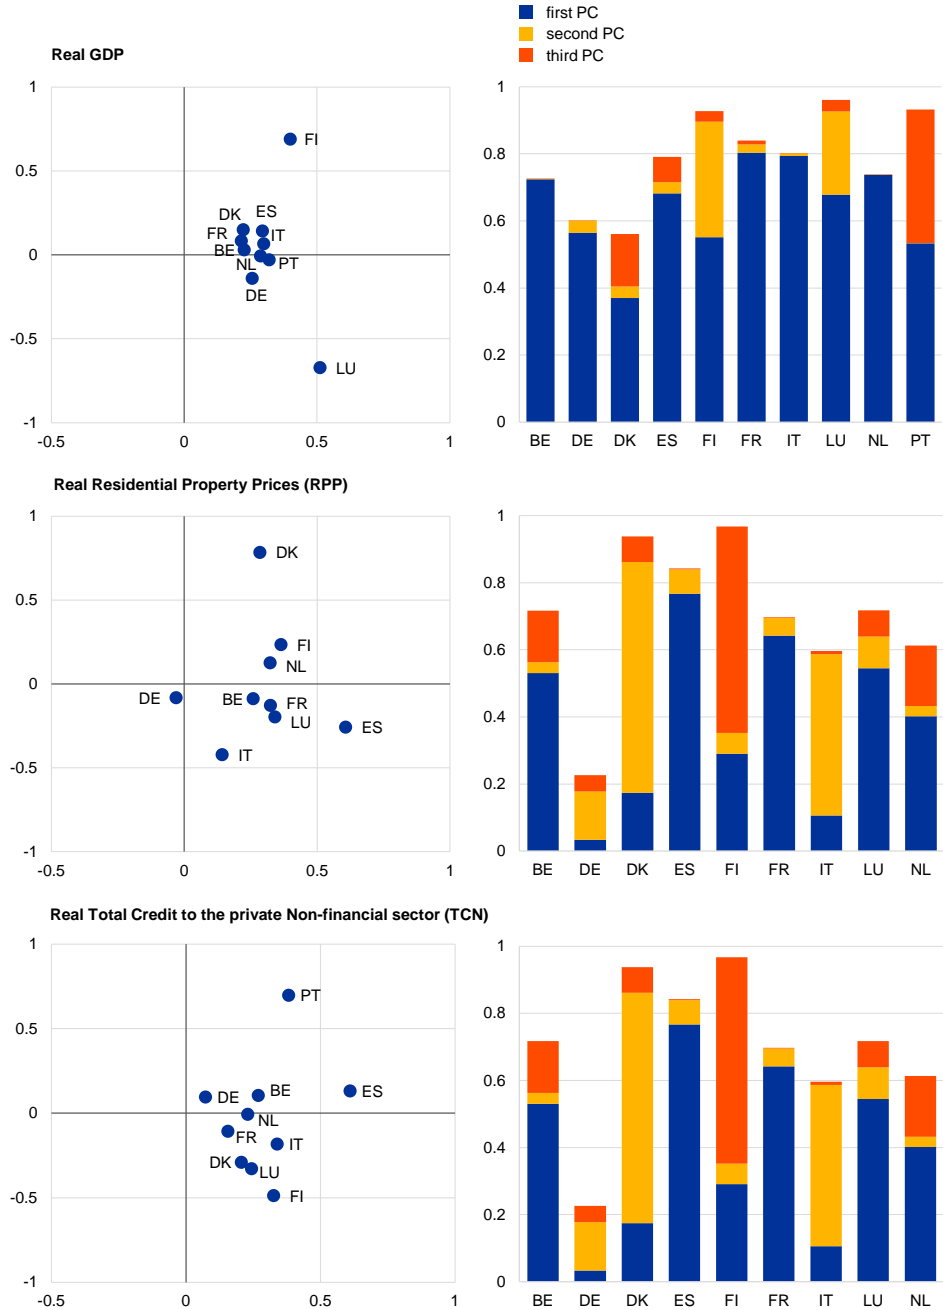 first PC
second PC
third PC
Real GDP
1
0.5
0
-0.5
-1
-0.5 0 0.5 1
FI
DK ES
FR IT
BE
NL PT
DE
LU
1
0.8
0.6
0.4
0.2
0
BE DE DK ES FI FR IT LU NL PT
Real Residential Property Prices (RPP)
1
0.5
0
-0.5
-1
-0.5 0 0.5 1
DK
FI
NL
DE BE FR
LU ES
IT
1
0.8
0.6
0.4
0.2
0
BE DE DK ES FI FR IT LU NL
Real Total Credit to the private Non-financial sector (TCN)
1
0.5
0
-0.5
-1
-0.5 0 0.5 1
PT
DE BE ES
NL
FR IT
DK LU
FI
1
0.8
0.6
0.4
0.2
0
BE DE DK ES FI FR IT LU NL